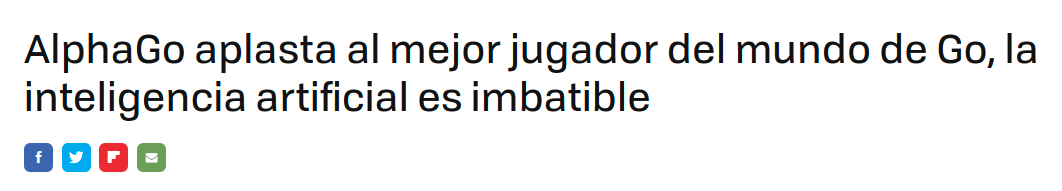 AlphaGo aplasta al mejor jugador del mundo de Go, la
inteligencia artificial es imbatible